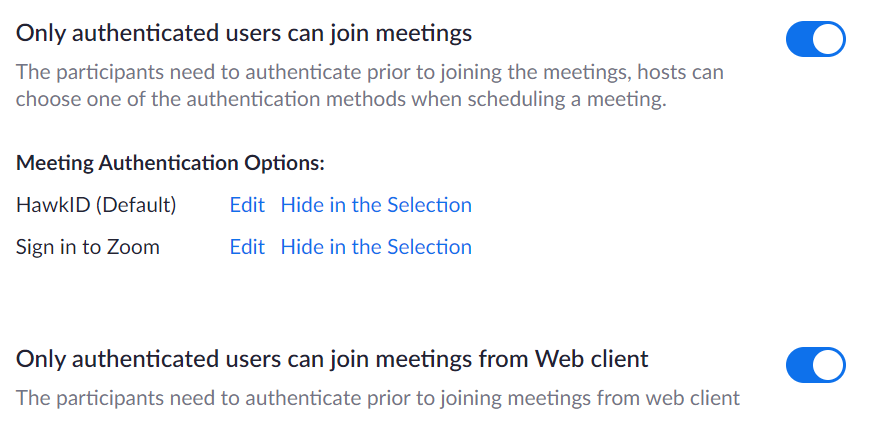 Only authenticated users can join meetings
The participants need to authenticate prior to joining the meetings, hosts can
choose one of the authentication methods when scheduling a meeting.
Meeting Authentication Options:
HawkID (Default) Edit Hide in the Selection
Sign in to Zoom Edit Hide in the Selection
Only authenticated users can join meetings from Web client
The participants need to authenticate prior to joining meetings from web client